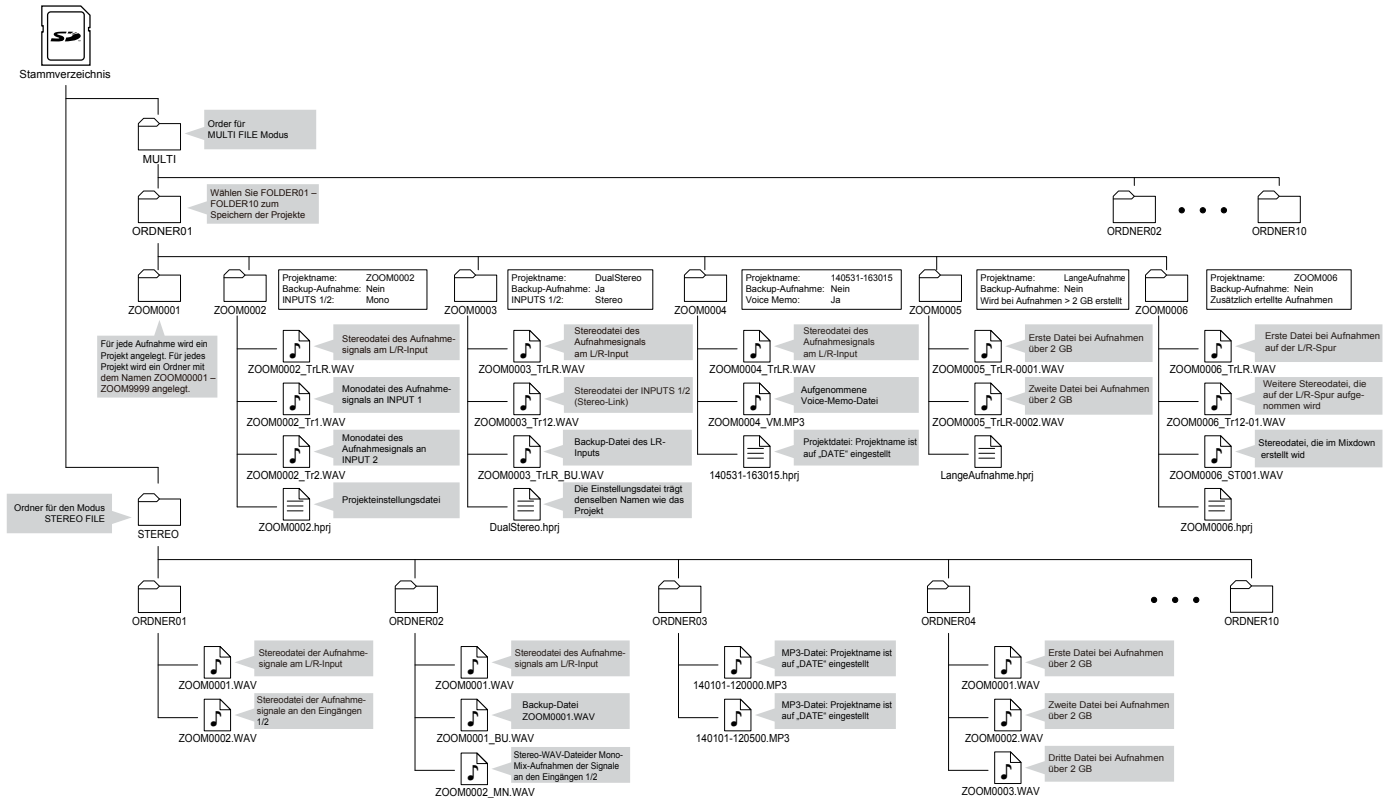 SD
Stammverzeichnis
Order für
MULTI FILE Modus
MULTI
Wählen Sie FOLDER01 –
FOLDER10 zum
Speichern der Projekte
ORDNER01
ORDNER02
ORDNER10
ZOOM0001
Für jede Aufnahme wird ein
Projekt angelegt. Für jedes
Projekt wird ein Ordner mit
dem Namen ZOOM00001 –
ZOOM9999 angelegt.
ZOOM0002
Projektname: ZOOM0002
Backup-Aufnahme: Nein
INPUTS 1/2: Mono
Stereodatei des Aufnahme-
signals am L/R-Input
ZOOM0002_TrLR.WAV
Monodatei des Aufnahme-
signals an INPUT 1
ZOOM0002_Tr1.WAV
Monodatei des
Aufnahmesignals an
INPUT 2
ZOOM0002_Tr2.WAV
Projekteinstellungsdatei
ZOOM0002.hprj
ZOOM0003
Projektname: DualStereo
Backup-Aufnahme: Ja
INPUTS 1/2: Stereo
Stereodatei des
Aufnahmesignals
am L/R-Input
ZOOM0003_TrLR.WAV
Stereodatei der INPUTS 1/2
(Stereo-Link)
ZOOM0003_Tr12.WAV
Backup-Datei des LR-
Inputs
ZOOM0003_TrLR_BU.WAV
Die Einstellungsdatei trägt
denselben Namen wie das
Projekt
DualStereo.hprj
ZOOM0004
Projektname: 140531-163015
Backup-Aufnahme: Nein
Voice Memo: Ja
Stereodatei des
Aufnahmesignals
am L/R-Input
ZOOM0004_TrLR.WAV
Aufgenommene
Voice-Memo-Datei
ZOOM0004_VM.MP3
Projektdatei: Projektname ist
auf „DATE“ eingestellt
140531-163015.hprj
ZOOM0005
Projektname: LangeAufnahme
Backup-Aufnahme: Nein
Wird bei Aufnahmen > 2 GB erstellt
Erste Datei bei Aufnahmen
über 2 GB
ZOOM0005_TrLR-0001.WAV
Zweite Datei bei Aufnahmen
über 2 GB
ZOOM0005_TrLR-0002.WAV
LangeAufnahme.hprj
ZOOM0006
Projektname: ZOOM006
Backup-Aufnahme: Nein
Zusätzlich ertellte Aufnahmen
Erste Datei bei Aufnahmen
auf der L/R-Spur
ZOOM0006_TrLR.WAV
Weitere Stereodatei, die
auf der L/R-Spur aufge-
nommen wird
ZOOM0006_Tr12-01.WAV
Stereodatei, die im Mixdown
erstellt wid
ZOOM0006_ST001.WAV
ZOOM0006.hprj
Ordner für den Modus
STEREO FILE
STEREO
ORDNER01
Stereodatei der Aufnahme-
signale am L/R-Input
ZOOM0001.WAV
Stereodatei der Aufnahme-
signale an den Eingängen
1/2
ZOOM0002.WAV
ORDNER02
Stereodatei des Aufnahme-
signals am L/R-Input
ZOOM0001.WAV
Backup-Datei
ZOOM0001.WAV
ZOOM0001_BU.WAV
Stereo-WAV-Dateider Mono-
Mix-Aufnahmen der Signale
an den Eingängen 1/2
ZOOM0002_MN.WAV
ORDNER03
MP3-Datei: Projektname ist
auf „DATE“ eingestellt
140101-120000.MP3
MP3-Datei: Projektname ist
auf „DATE“ eingestellt
140101-120500.MP3
ORDNER04
Erste Datei bei Aufnahmen
über 2 GB
ZOOM0001.WAV
Zweite Datei bei Aufnahmen
über 2 GB
ZOOM0002.WAV
Dritte Datei bei Aufnahmen
über 2 GB
ZOOM0003.WAV
ORDNER10